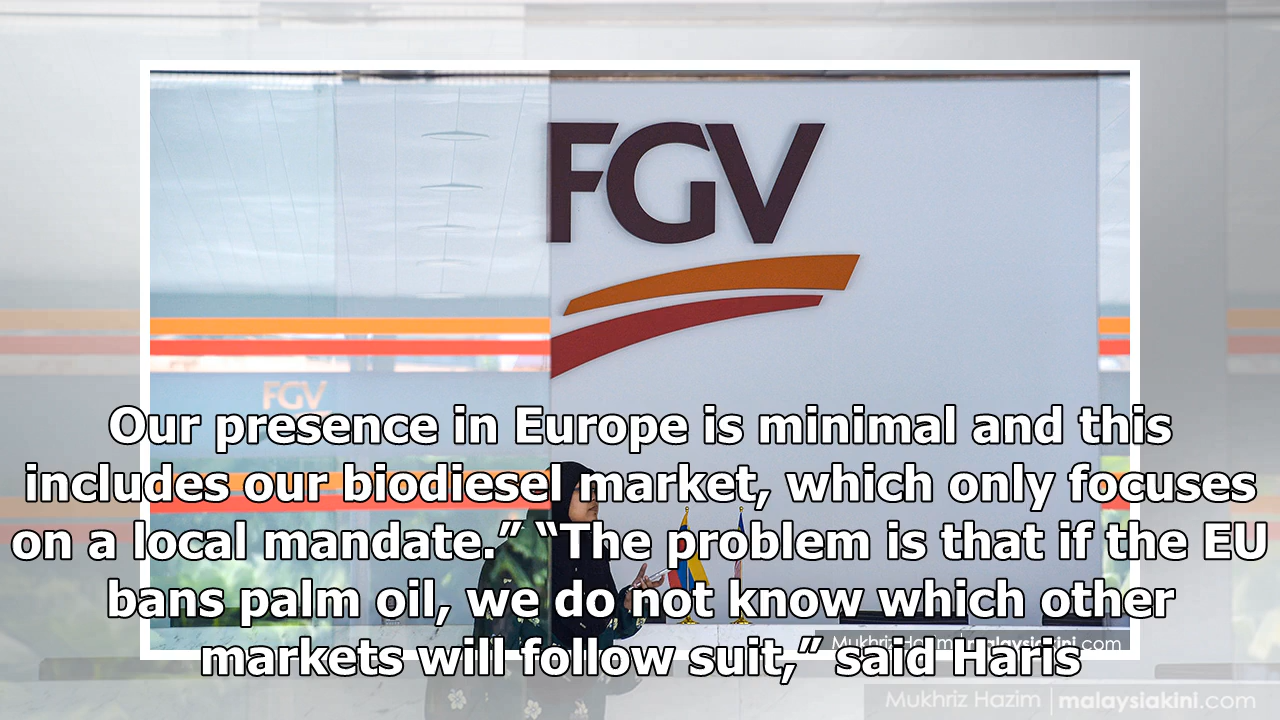 FGV
FGV
Our presence in Europe is minimal and this
includes our biodiesel market, which only focuses
on a local mandate.” “The problem is that if the EU
bans palm oil, we do not know which other
markets will follow suit,” said Haris
Mukhriz Hazim | malaysiakini.com
Mukhriz Hazim | malaysiakini.com